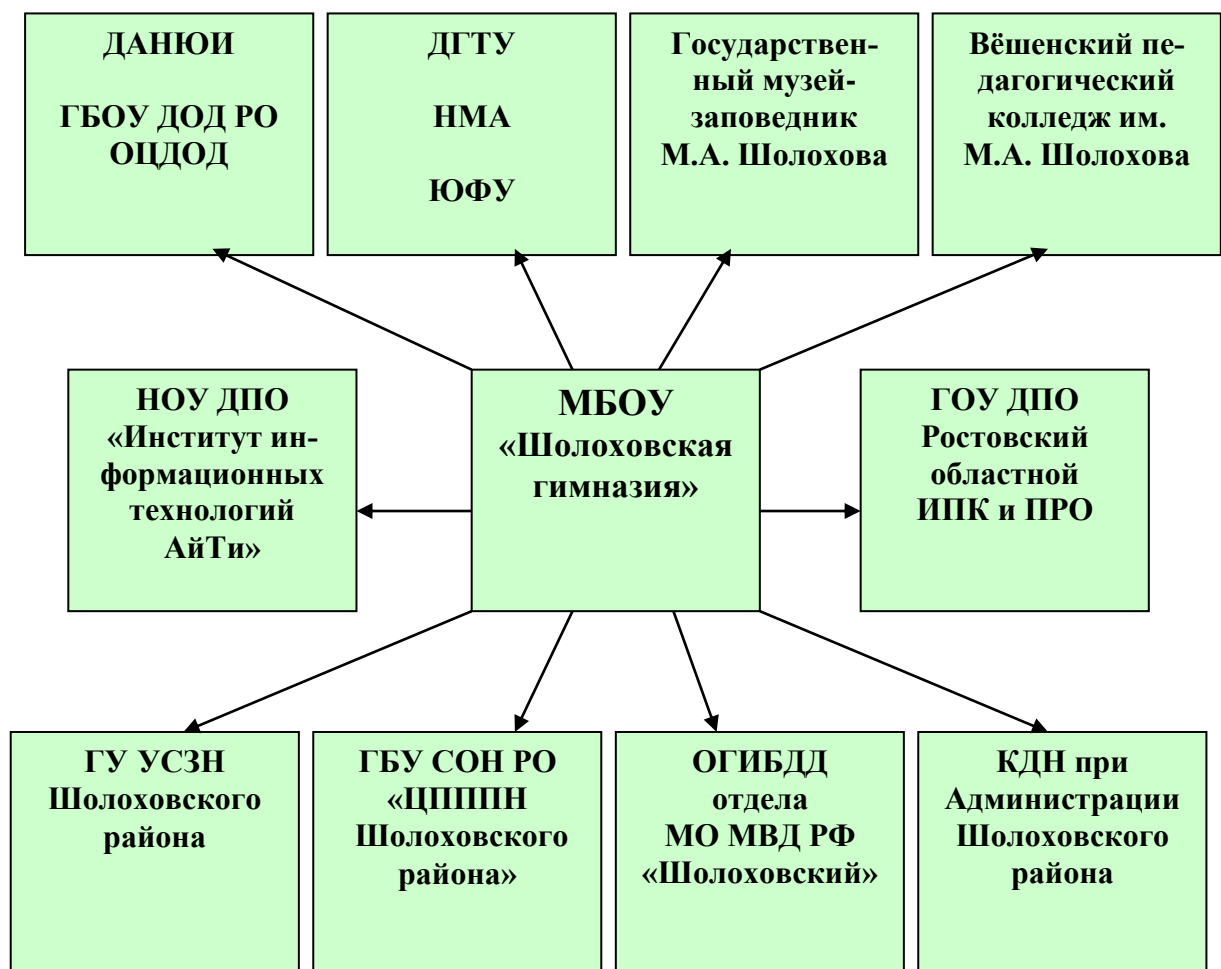 ДАНЮИ
ГБОУ ДОД РО
ОЦДОД
ДГТУ
НМА
ЮФУ
Государствен-
ный музей-
заповедник
М.А. Шолохова
Вёшенский пе-
дагогический
колледж им.
М.А. Шолохова
НОУ ДПО
«Институт ин-
формационных
технологий
АйТи»
МБОУ
«Шолоховская
гимназия»
ГОУ ДПО
Ростовский
областной
ИПК и ПРО
ГУ УСЗН
Шолоховского
района
ГБУ СОН РО
«ЦПППН
Шолоховского
района»
ОГИБДД
отдела
МО МВД РФ
«Шолоховский»
КДН при
Администрации
Шолоховского
района